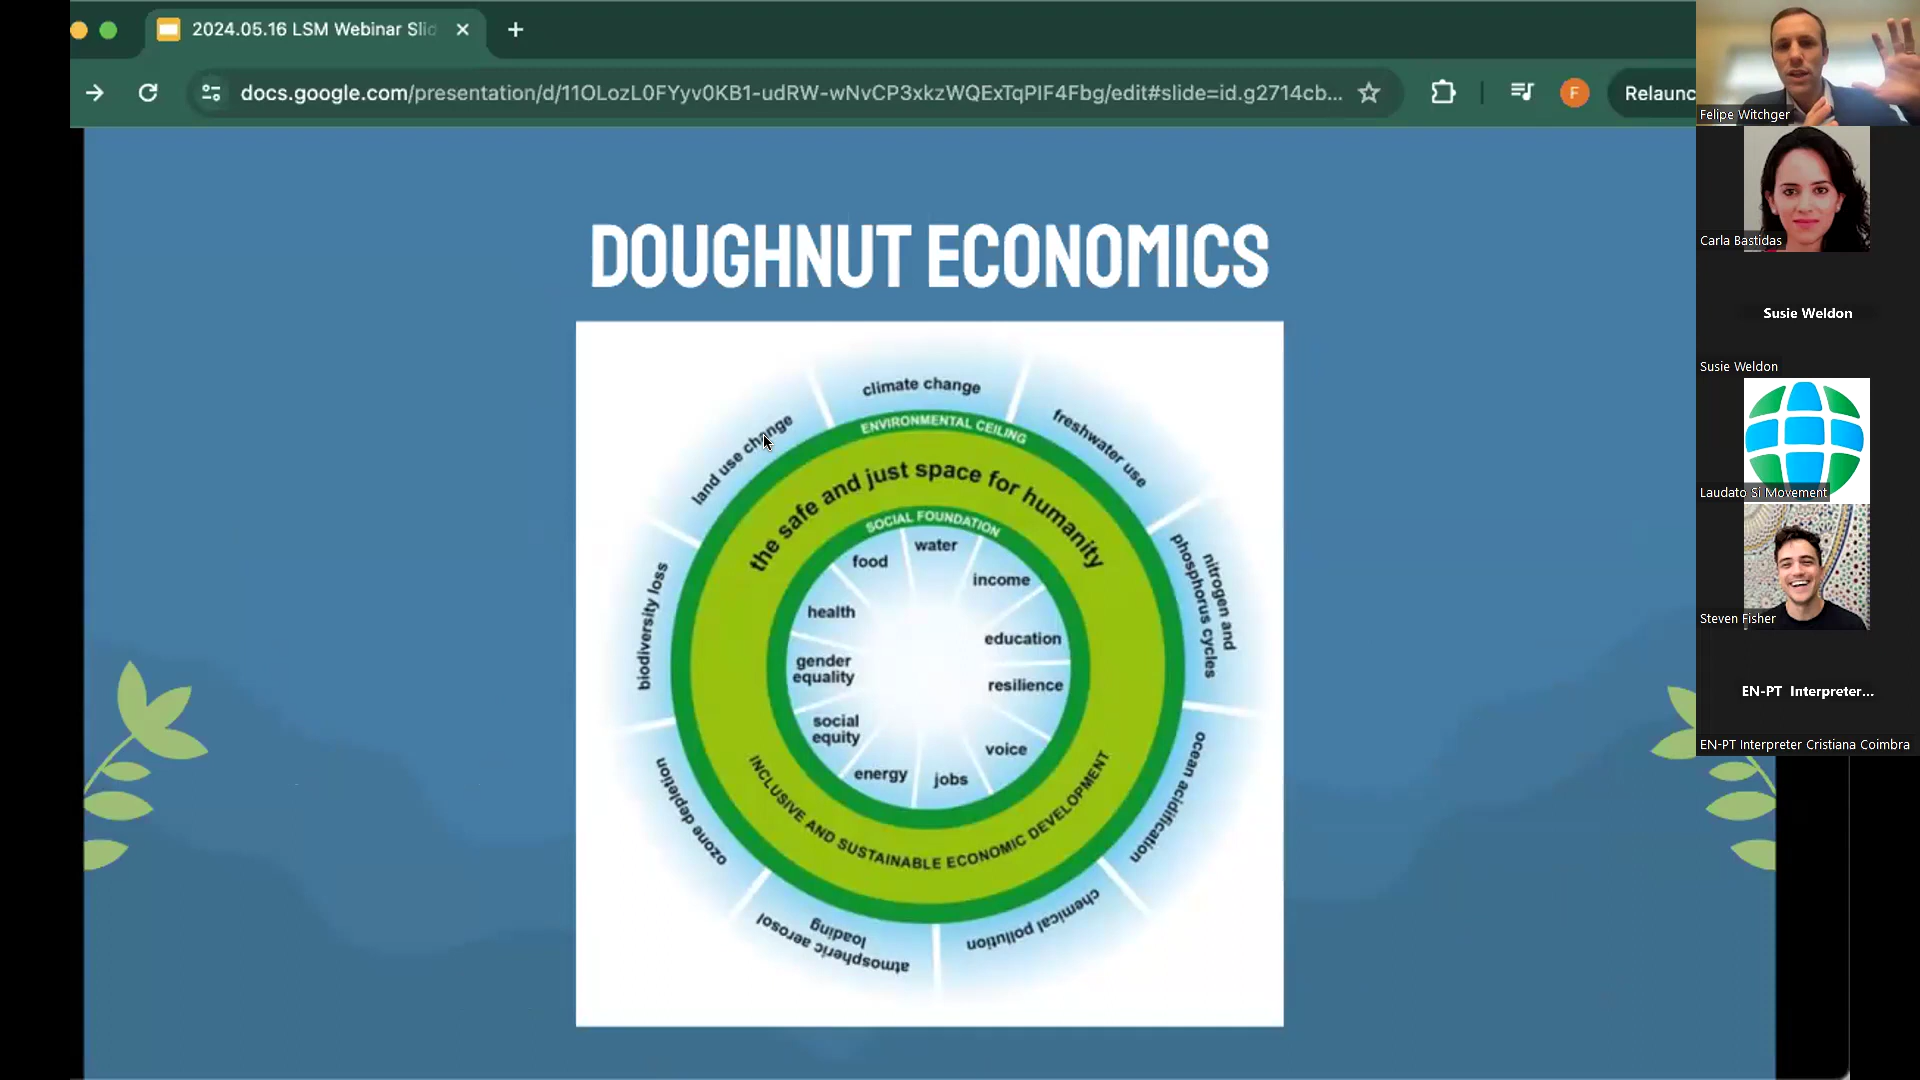 2024.05.16 LSM Webinar Slid
docs.google.com/presentation/d/11OLozL0FYyv0KB1-udRW-wNvCP3xkzWQExTqPIF4Fbg/edit#slide=id.g2714cb...
F
Relaunc
DOUGHNUT ECONOMICS
climate change
freshwater use
nitrogen and
phosphorus cycles
ocean acidification
chemical pollution
atmospheric aerosol
loading
ozone depletion
biodiversity loss
land use change
ENVIRONMENTAL CEILING
the safe and just space for humanity
SOCIAL FOUNDATION
water
income
education
resilience
voice
jobs
energy
social
equity
gender
equality
health
food
INCLUSIVE AND SUSTAINABLE ECONOMIC DEVELOPMENT
Felipe Witchger
Carla Bastidas
Susie Weldon
Susie Weldon
Laudato Si Movement
Steven Fisher
EN-PT Interpreter...
EN-PT Interpreter Cristiana Coimbra